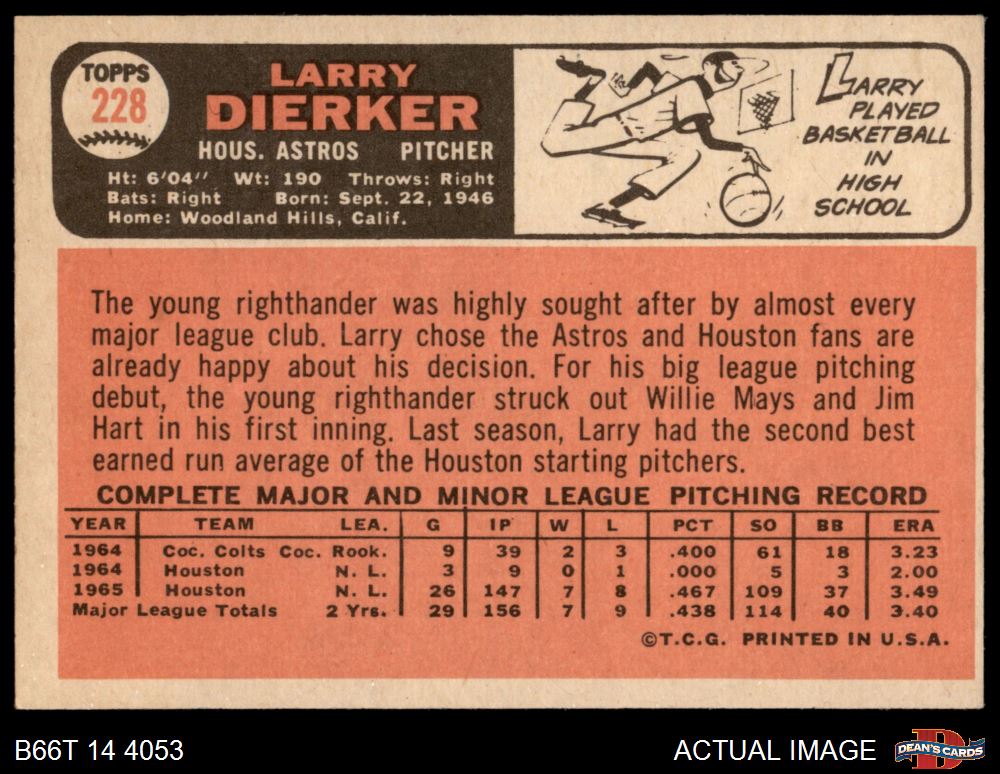 TOPPS
228
LARRY
DIERKER
HOUS. ASTROS PITCHER
Ht: 6'04" Wt: 190 Throws: Right
Bats: Right Born: Sept. 22, 1946
Home: Woodland Hills, Calif.
LARRY
PLAYED
BASKETBALL
IN
HIGH
SCHOOL
The young righthander was highly sought after by almost every
major league club. Larry chose the Astros and Houston fans are
already happy about his decision. For his big league pitching
debut, the young righthander struck out Willie Mays and Jim
Hart in his first inning. Last season, Larry had the second best
earned run average of the Houston starting pitchers.
COMPLETE MAJOR AND MINOR LEAGUE PITCHING RECORD
YEAR TEAM LEA. G IP W L PCT SO BB ERA
1964 Coc. Colts Coc. Rook. 9 39 2 3 .400 61 18 3.23
1964 Houston N. L. 3 9 0 1 .000 5 3 2.00
1965 Houston N. L. 26 147 7 8 .467 109 37 3.49
Major League Totals 2 Yrs. 29 156 7 9 .438 114 40 3.40
©T.C.G. PRINTED IN U.S.A.
B66T 14 4053
ACTUAL IMAGE
DEAN'S CARDS